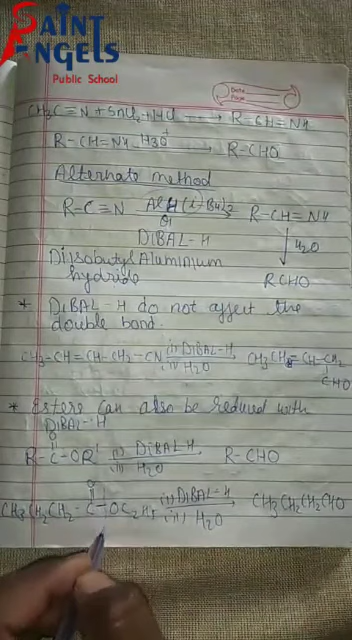 SAINT
ANGELS
Public School
Date
Page
CH3C≡N + SnCl2 + HCl → R-CH=NH
R-CH=NH H3O+ → R-CHO
Alternate method
R-C≡N AlH(i-Bu)2 → R-CH=NH
or
DIBAL-H
↓ H2O
Diisobutyl Aluminium
hydride
RCHO
* DIBAL-H do not affect the
double bond.
CH3-CH=CH-CH2-CN (i) DIBAL-H → CH3CH=CH-CH2
(ii) H2O
CHO
* Esters can also be reduced with
DIBAL-H
O
R-C-OR' (i) DIBAL-H → R-CHO
(ii) H2O
O
CH3CH2CH2-C-OC2H5 (i) DIBAL-H → CH3CH2CH2CHO
(ii) H2O